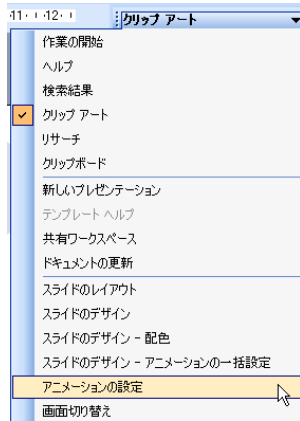 11 12 1
クリップ アート
作業の開始
ヘルプ
検索結果
クリップ アート
リサーチ
クリップボード
新しいプレゼンテーション
テンプレート ヘルプ
共有ワークスペース
ドキュメントの更新
スライドのレイアウト
スライドのデザイン
スライドのデザイン - 配色
スライドのデザイン - アニメーションの一括設定
アニメーションの設定
画面切り替え